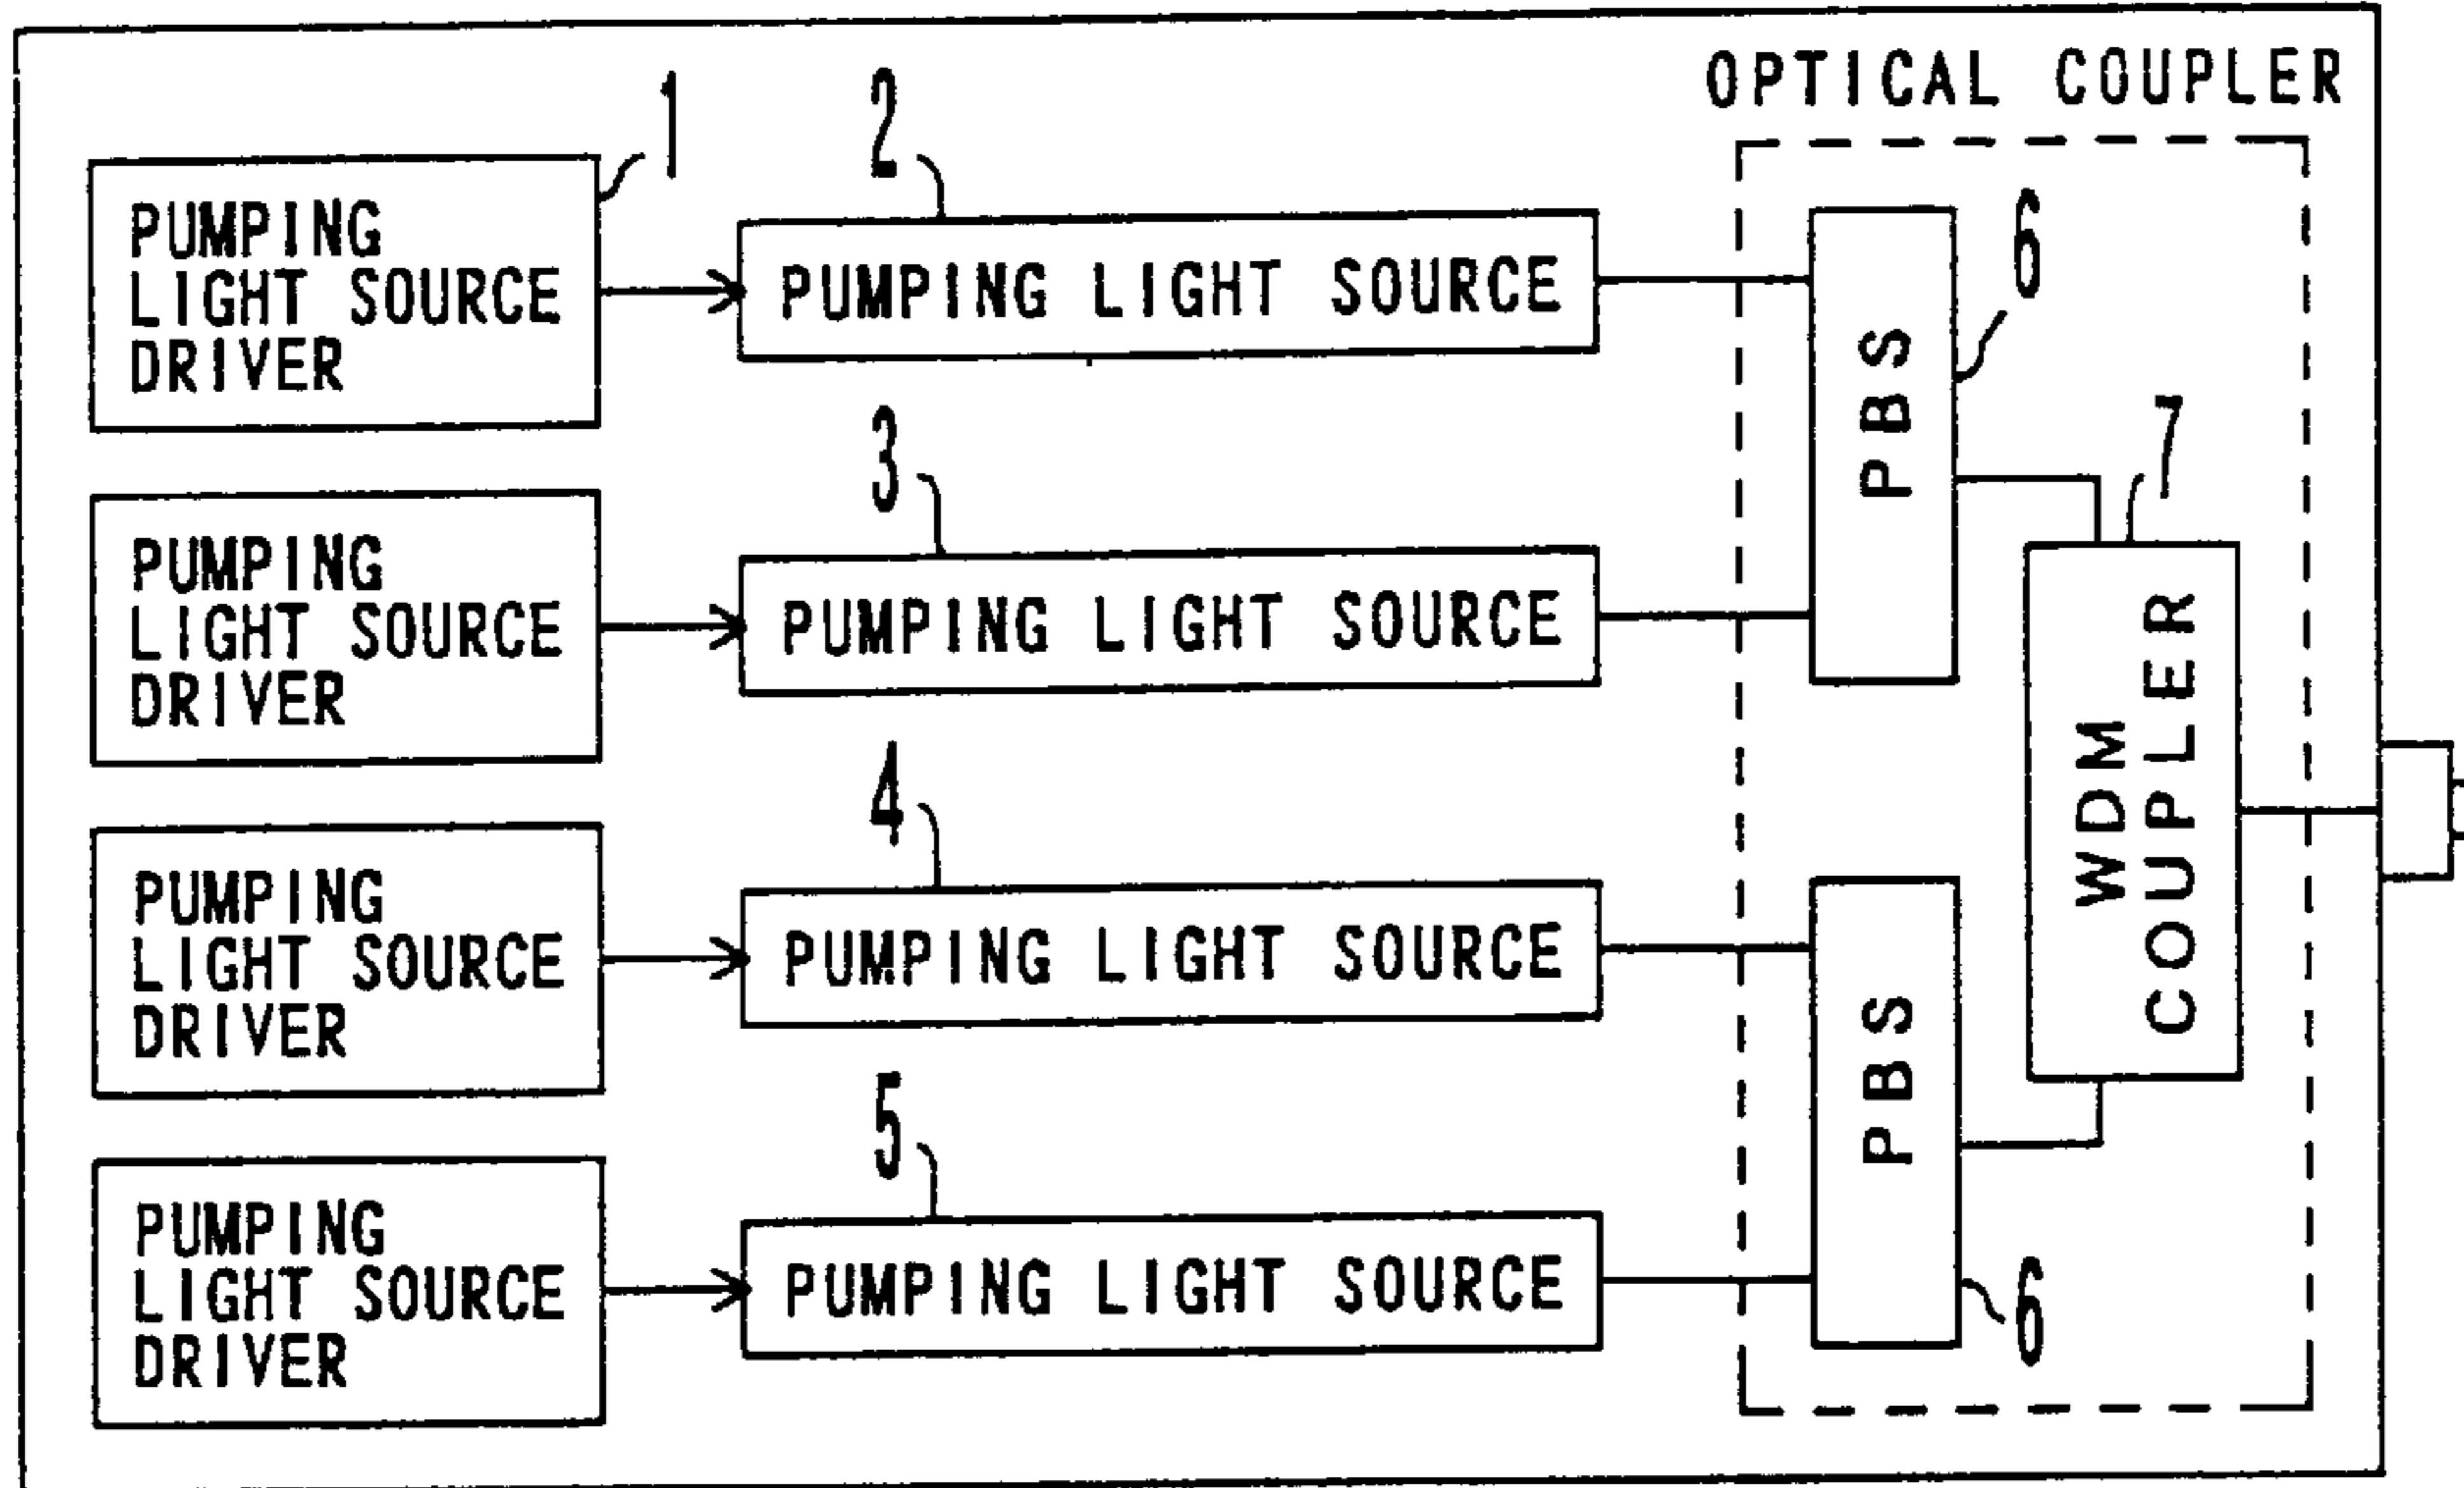 OPTICAL COUPLER
1
2
PUMPING
LIGHT SOURCE
DRIVER
PUMPING LIGHT SOURCE
PBS
6
3
PUMPING
LIGHT SOURCE
DRIVER
PUMPING LIGHT SOURCE
7
WDM
COUPLER
4
PUMPING
LIGHT SOURCE
DRIVER
PUMPING LIGHT SOURCE
PBS
6
5
PUMPING
LIGHT SOURCE
DRIVER
PUMPING LIGHT SOURCE